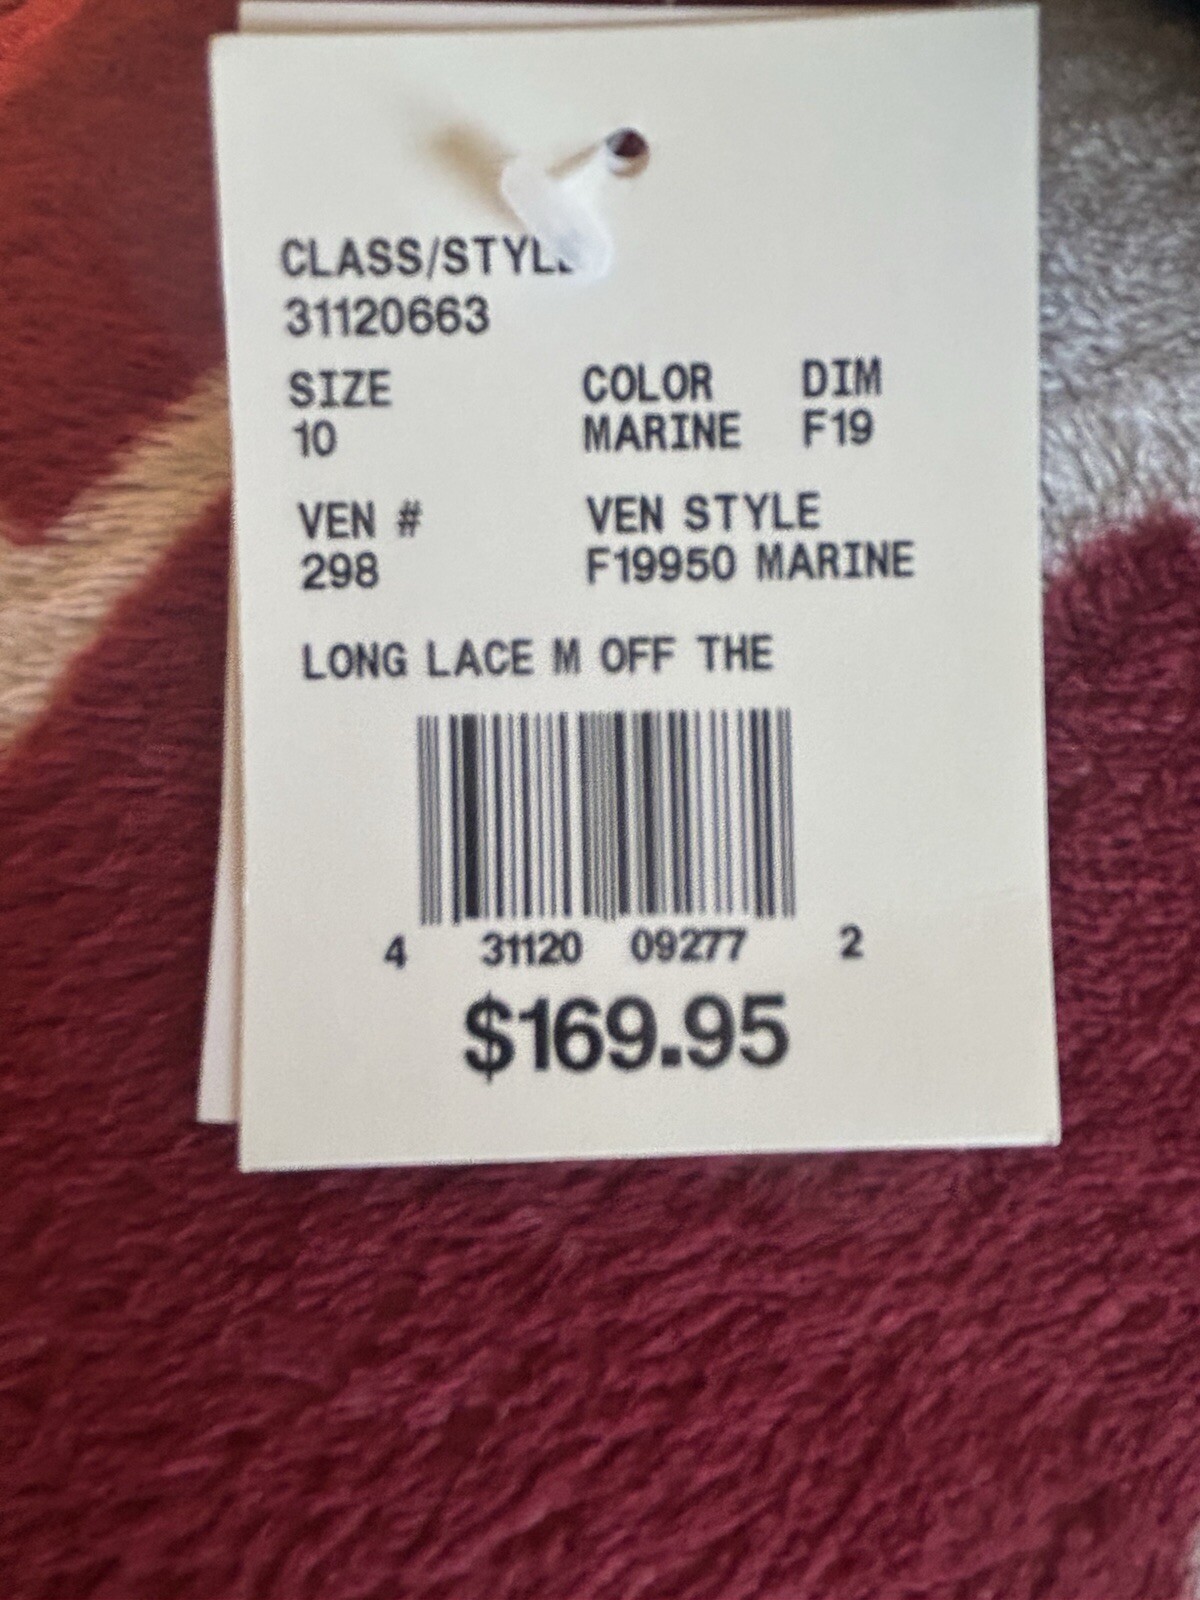 CLASS/STYLE
31120663
SIZE COLOR DIM
10 MARINE F19
VEN # VEN STYLE
298 F19950 MARINE
LONG LACE M OFF THE
4 31120 09277 2
$169.95